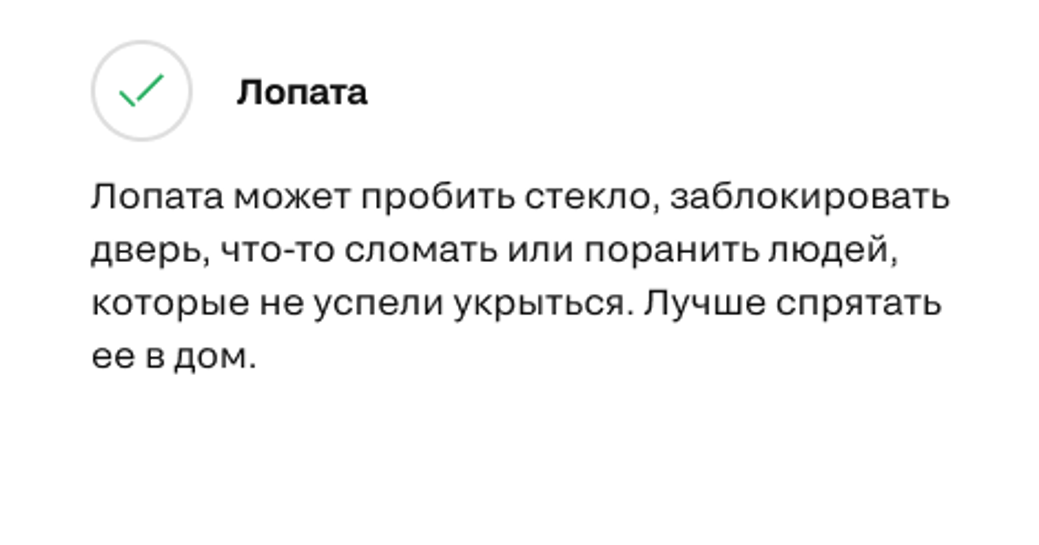 Лопата
Лопата может пробить стекло, заблокировать
дверь, что-то сломать или поранить людей,
которые не успели укрыться. Лучше спрятать
ее в дом.